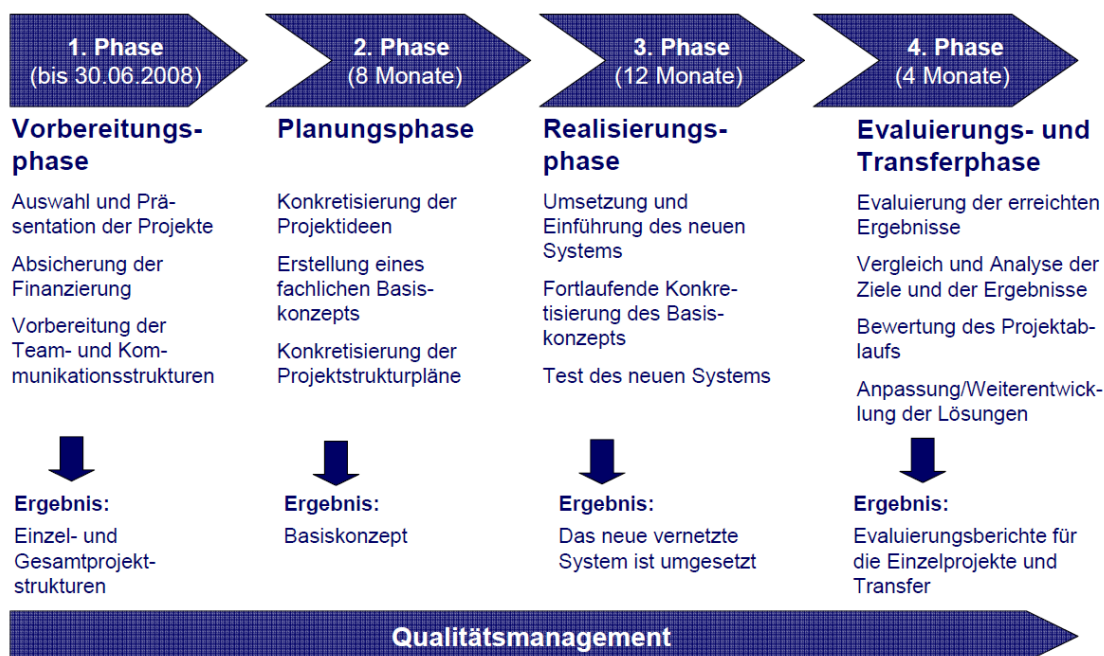 1. Phase
(bis 30.06.2008)
2. Phase
(8 Monate)
3. Phase
(12 Monate)
4. Phase
(4 Monate)
Vorbereitungs-
phase
Auswahl und Prä-
sentation der Projekte
Absicherung der
Finanzierung
Vorbereitung der
Team- und Kom-
munikationsstrukturen
Ergebnis:
Einzel- und
Gesamtprojekt-
strukturen
Planungsphase
Konkretisierung der
Projektideen
Erstellung eines
fachlichen Basis-
konzepts
Konkretisierung der
Projektstrukturpläne
Ergebnis:
Basiskonzept
Realisierungs-
phase
Umsetzung und
Einführung des neuen
Systems
Fortlaufende Konkre-
tisierung des Basis-
konzepts
Test des neuen Systems
Ergebnis:
Das neue vernetzte
System ist umgesetzt
Evaluierungs- und
Transferphase
Evaluierung der erreichten
Ergebnisse
Vergleich und Analyse der
Ziele und der Ergebnisse
Bewertung des Projektab-
laufs
Anpassung/Weiterentwick-
lung der Lösungen
Ergebnis:
Evaluierungsberichte für
die Einzelprojekte und
Transfer
Qualitätsmanagement